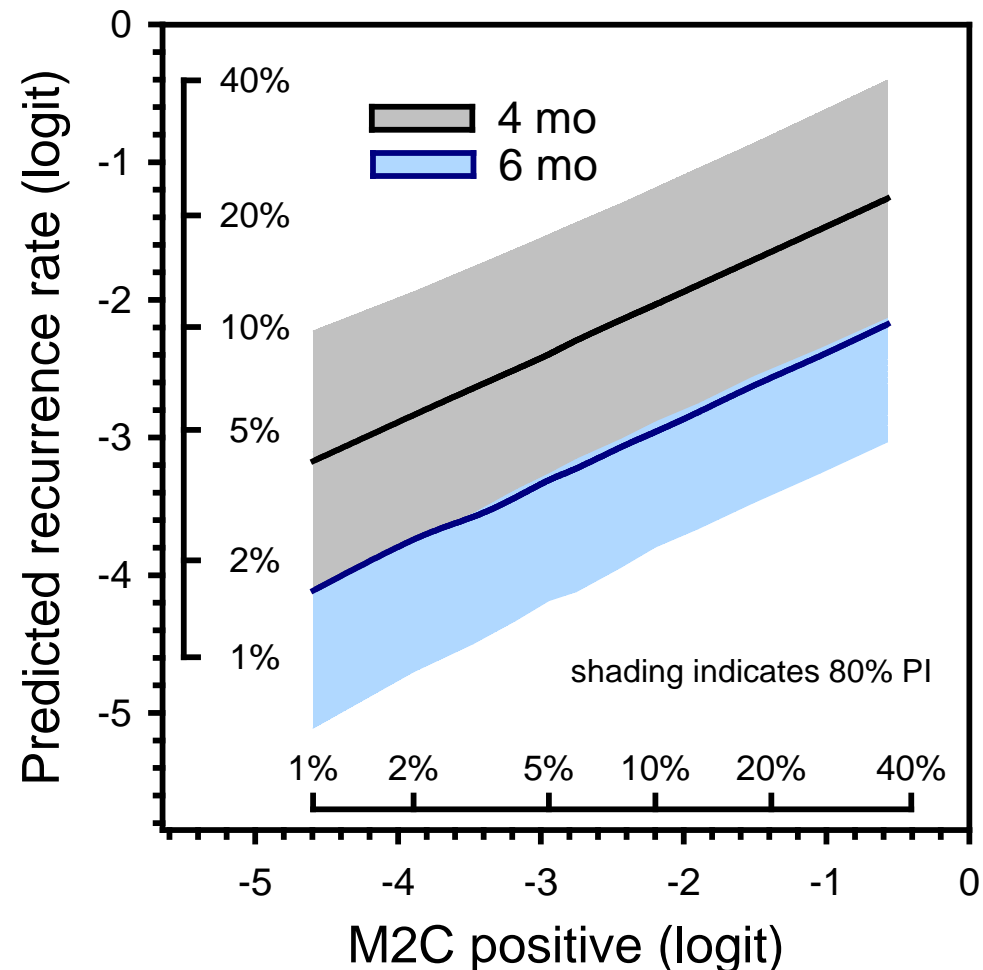 Predicted recurrence rate (logit)
0
-1
-2
-3
-4
-5
40%
20%
10%
5%
2%
1%
4 mo
6 mo
shading indicates 80% PI
1% 2% 5% 10% 20% 40%
-5 -4 -3 -2 -1 0
M2C positive (logit)